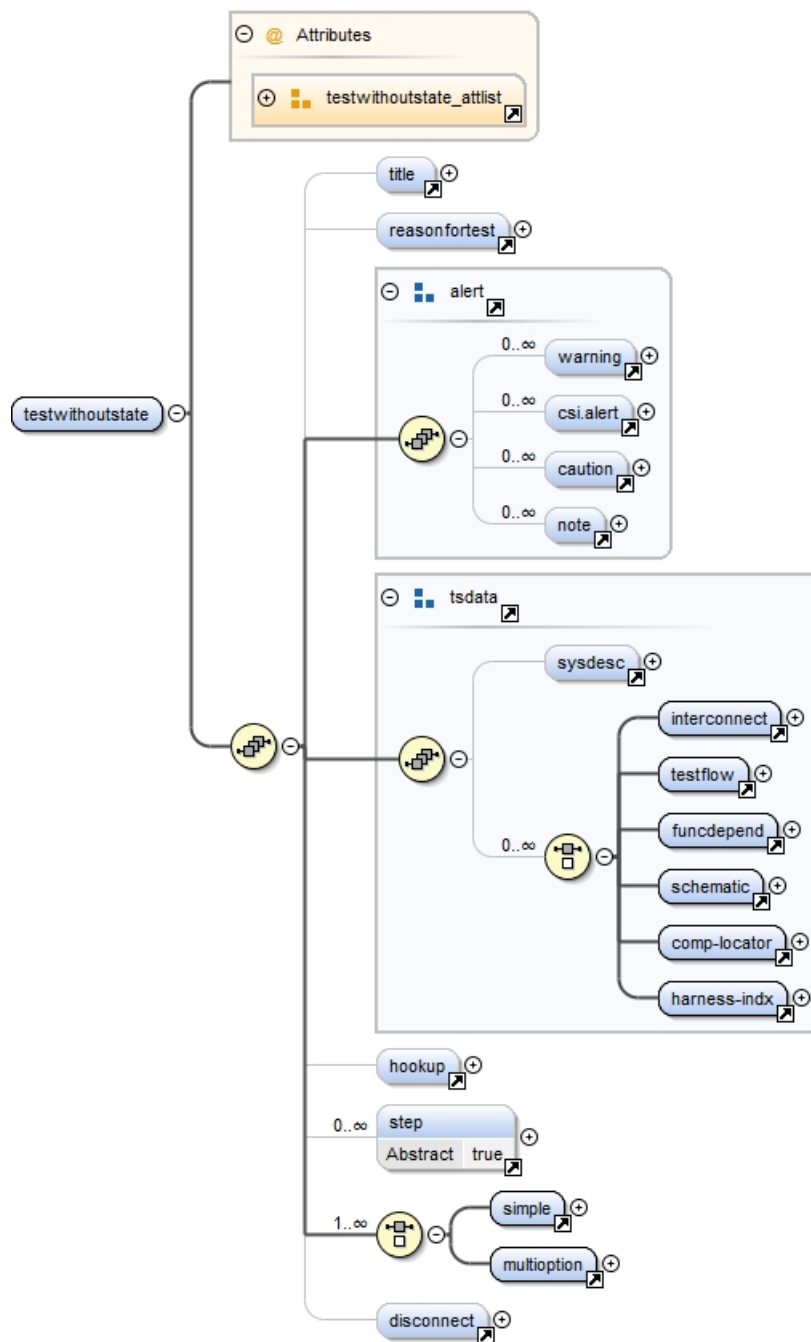 @ Attributes
testwithoutstate_attlist
title
reasonfortest
alert
0..∞
warning
0..∞
csi.alert
testwithoutstate
0..∞
caution
0..∞
note
tsdata
sysdesc
interconnect
testflow
funcdepend
0..∞
schematic
comp-locator
harness-indx
hookup
0..∞
step
Abstract true
1..∞
simple
multioption
disconnect